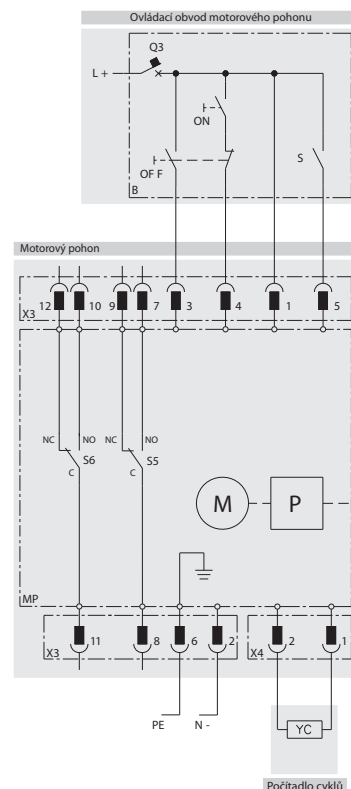 Ovládací obvod motorového pohonu
Q3
L +
ON
OF F
S
B
Motorový pohon
X3 12 10 9 7 3 4 1 5
NC NO NC NO
S6 S5
C C
M P
MP
X3 11 8 6 2 X4 2 1
PE N -
YC
Počítadlo cyklů